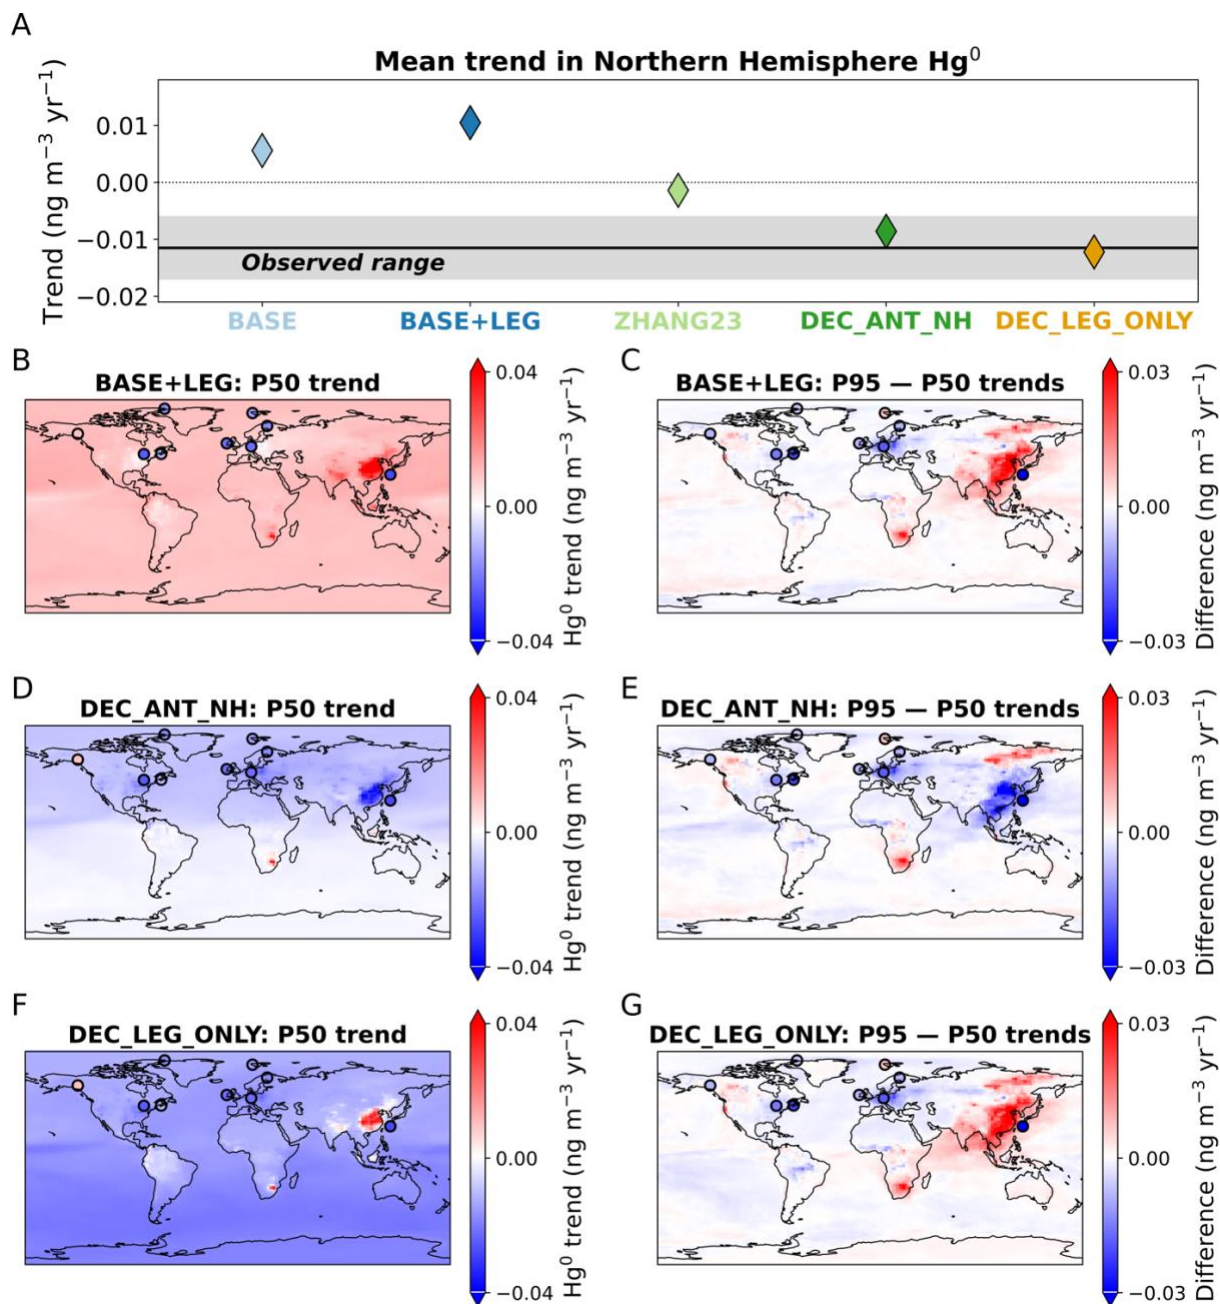 A
Mean trend in Northern Hemisphere Hg⁰
Trend (ng m⁻³ yr⁻¹)
0.01
0.00
−0.01
−0.02
Observed range
BASE
BASE+LEG
ZHANG23
DEC_ANT_NH
DEC_LEG_ONLY
B
BASE+LEG: P50 trend
0.04
0.00
−0.04
Hg⁰ trend (ng m⁻³ yr⁻¹)
C
BASE+LEG: P95 — P50 trends
0.03
0.00
−0.03
Difference (ng m⁻³ yr⁻¹)
D
DEC_ANT_NH: P50 trend
0.04
0.00
−0.04
Hg⁰ trend (ng m⁻³ yr⁻¹)
E
DEC_ANT_NH: P95 — P50 trends
0.03
0.00
−0.03
Difference (ng m⁻³ yr⁻¹)
F
DEC_LEG_ONLY: P50 trend
0.04
0.00
−0.04
Hg⁰ trend (ng m⁻³ yr⁻¹)
G
DEC_LEG_ONLY: P95 — P50 trends
0.03
0.00
−0.03
Difference (ng m⁻³ yr⁻¹)